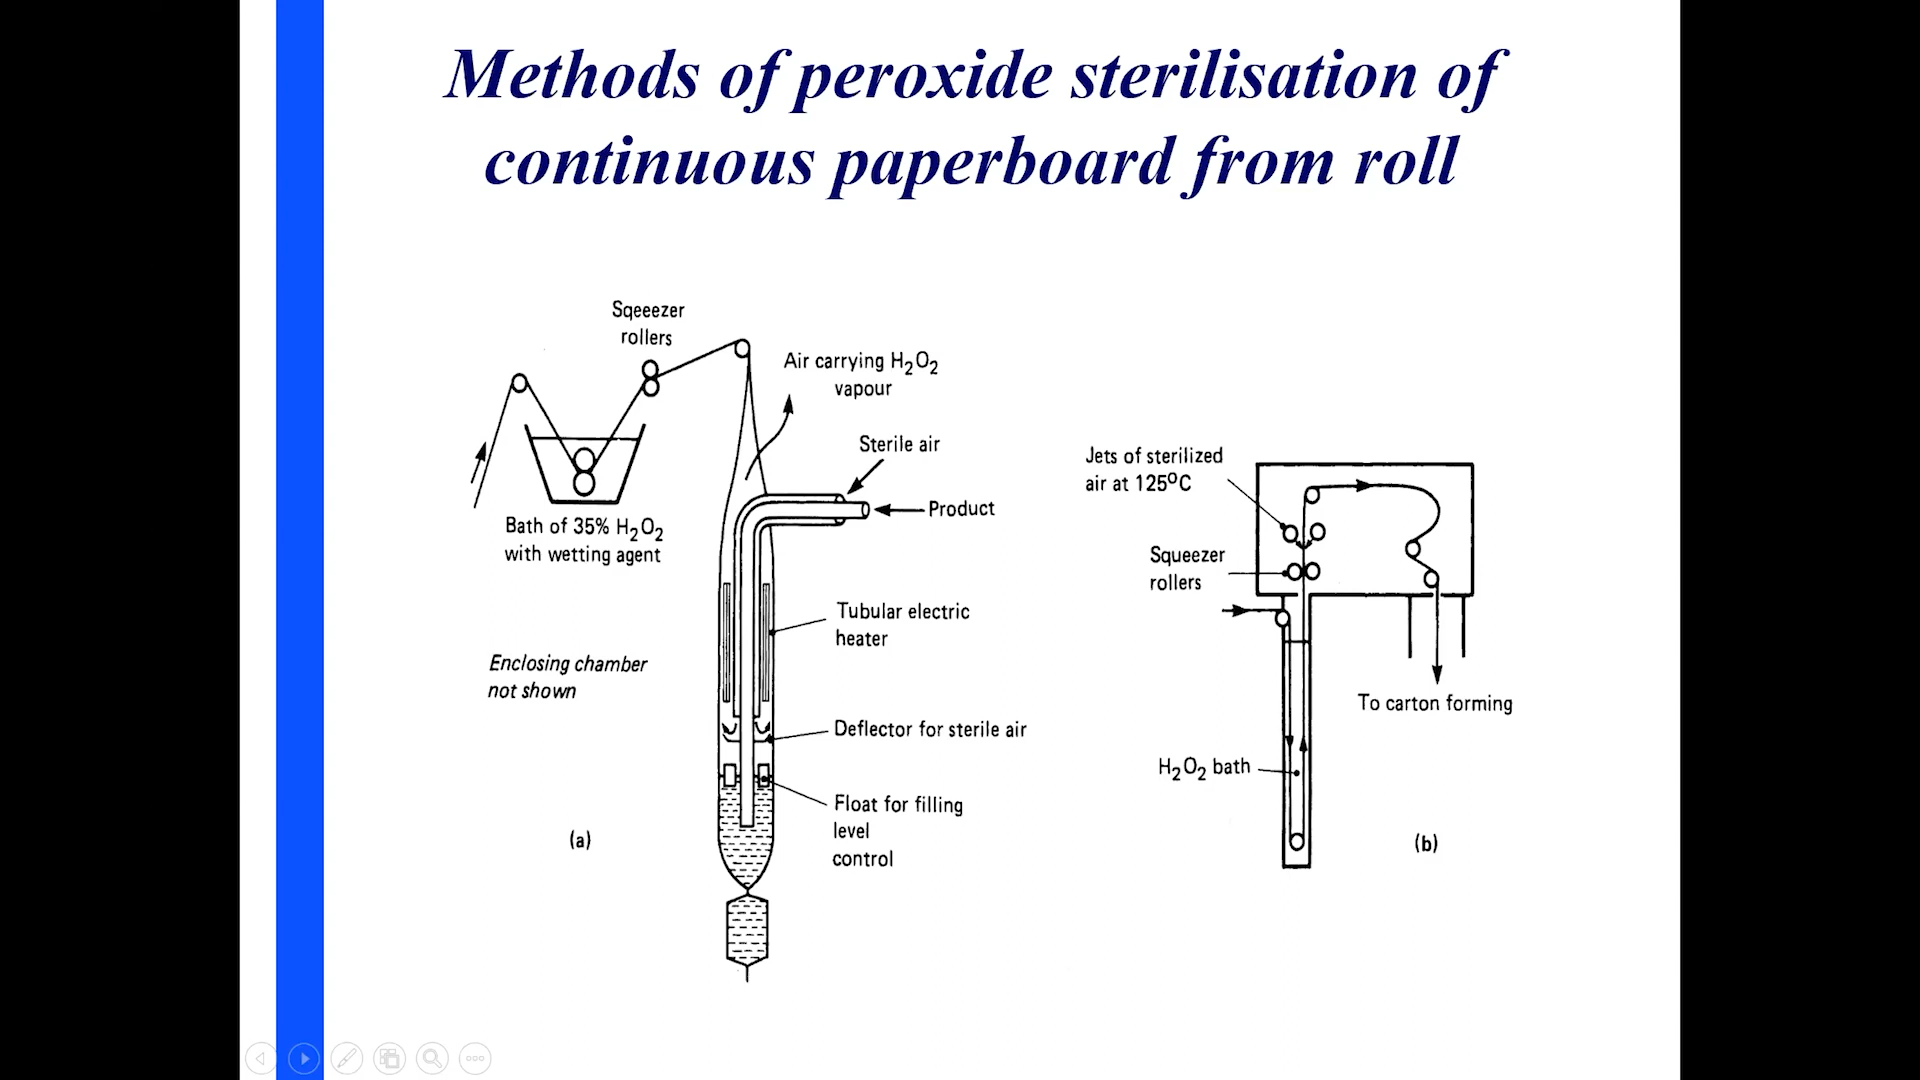 Methods of peroxide sterilisation of
continuous paperboard from roll
Sqeeezer
rollers
Air carrying H₂O₂
vapour
Sterile air
Product
Bath of 35% H₂O₂
with wetting agent
Tubular electric
heater
Enclosing chamber
not shown
Deflector for sterile air
Float for filling
level
control
(a)
Jets of sterilized
air at 125°C
Squeezer
rollers
To carton forming
H₂O₂ bath
(b)